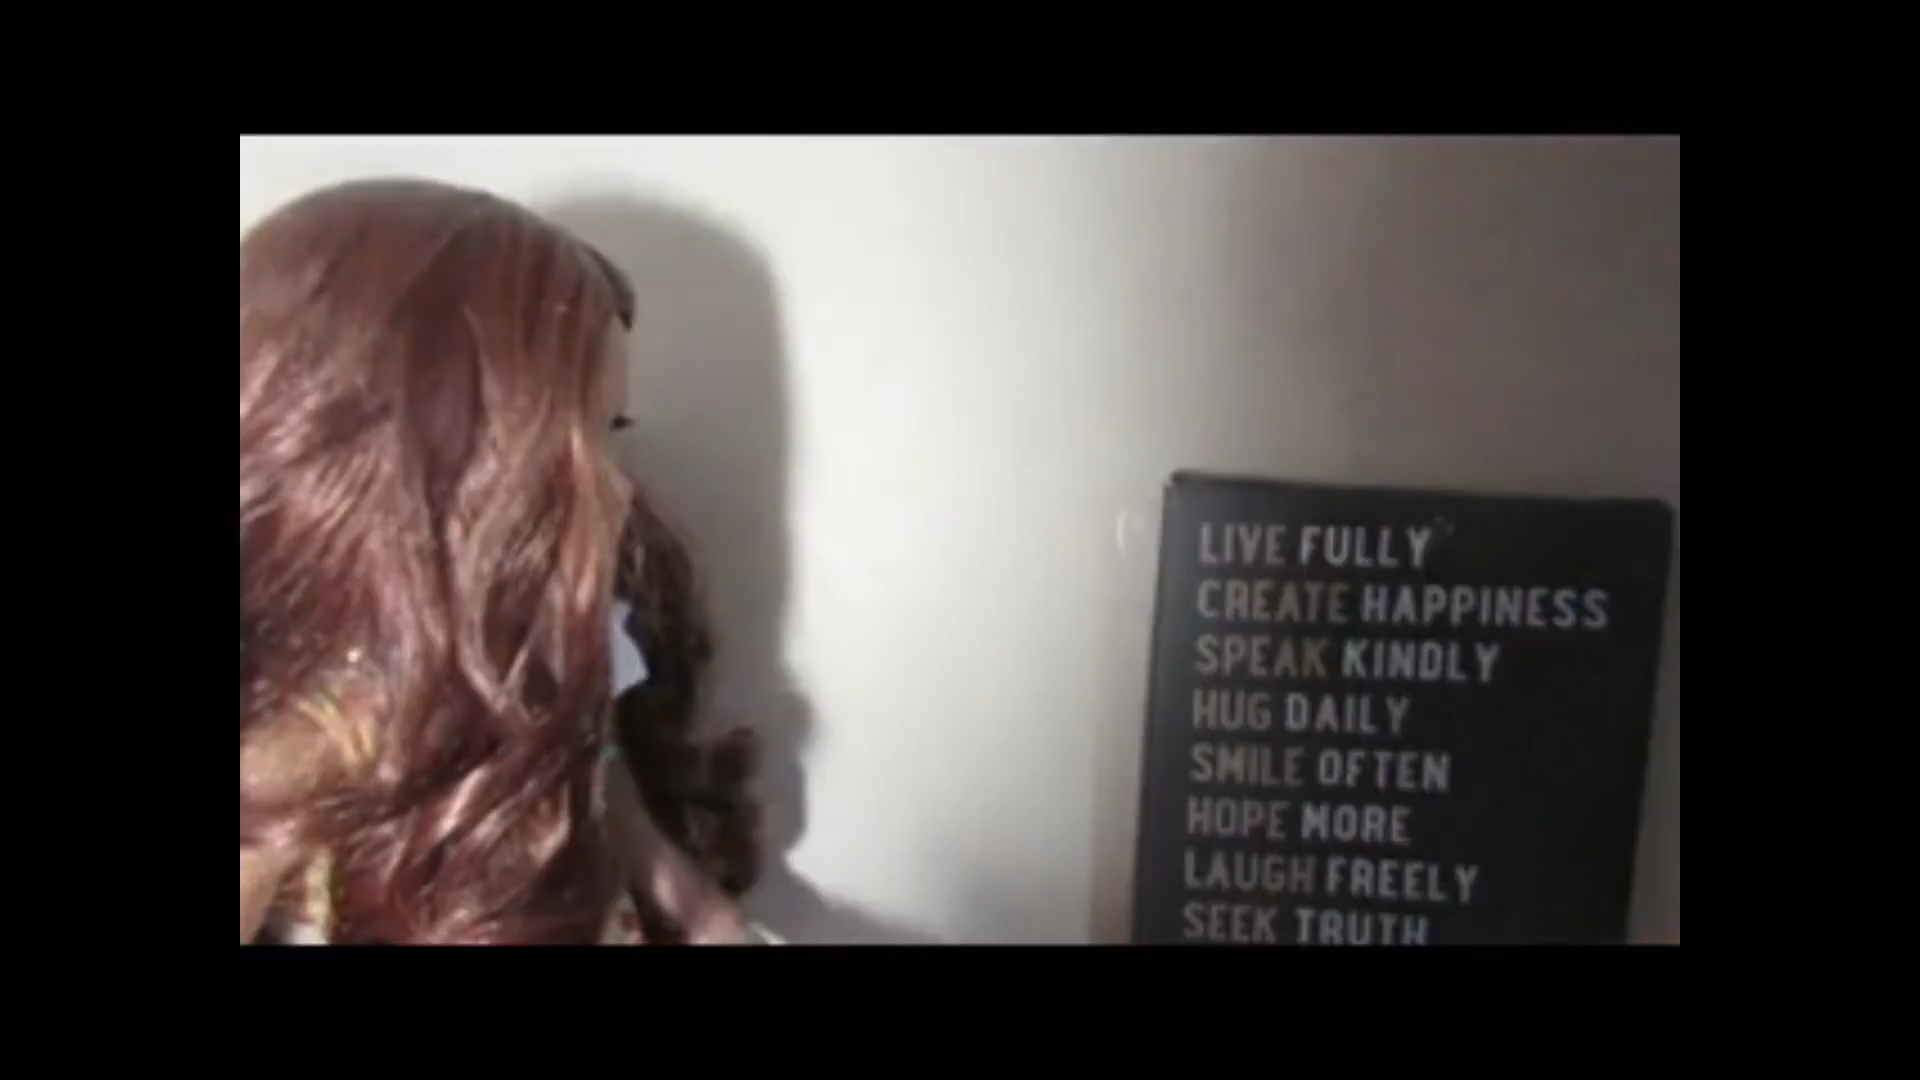 LIVE FULLY
CREATE HAPPINESS
SPEAK KINDLY
HUG DAILY
SMILE OFTEN
HOPE MORE
LAUGH FREELY
SEEK TRUTH